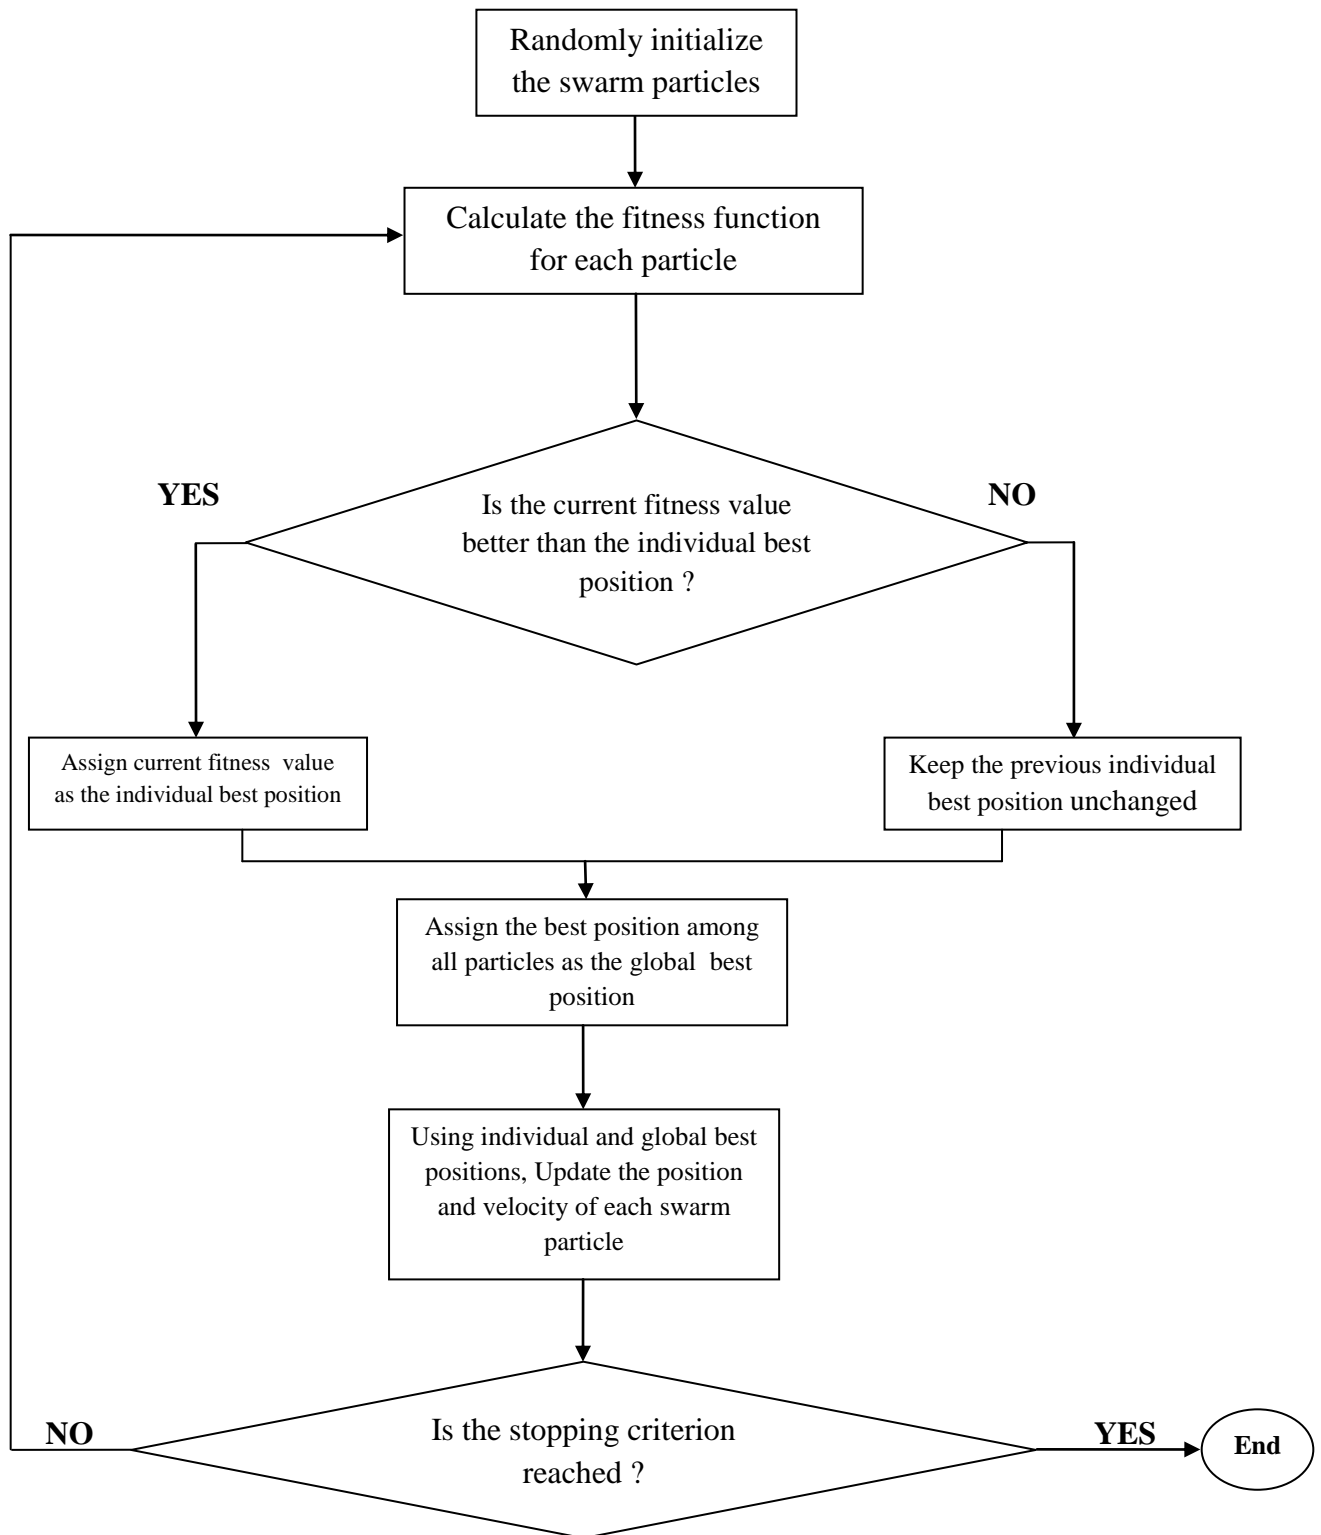 Randomly initialize
the swarm particles
Calculate the fitness function
for each particle
YES
NO
Is the current fitness value
better than the individual best
position ?
Assign current fitness value
as the individual best position
Keep the previous individual
best position unchanged
Assign the best position among
all particles as the global best
position
Using individual and global best
positions, Update the position
and velocity of each swarm
particle
NO
Is the stopping criterion
reached ?
YES
End